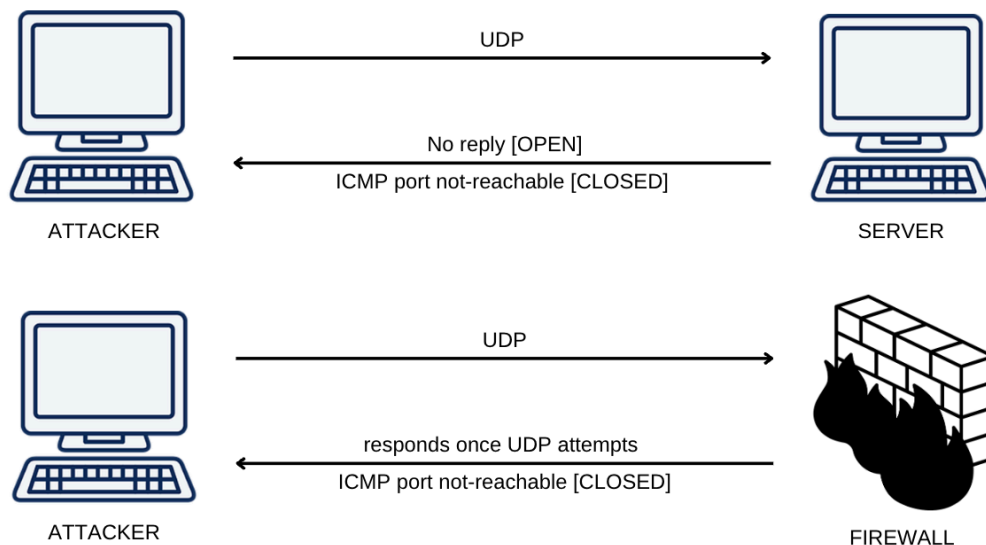 UDP
No reply [OPEN]
ICMP port not-reachable [CLOSED]
ATTACKER
SERVER
UDP
responds once UDP attempts
ICMP port not-reachable [CLOSED]
ATTACKER
FIREWALL